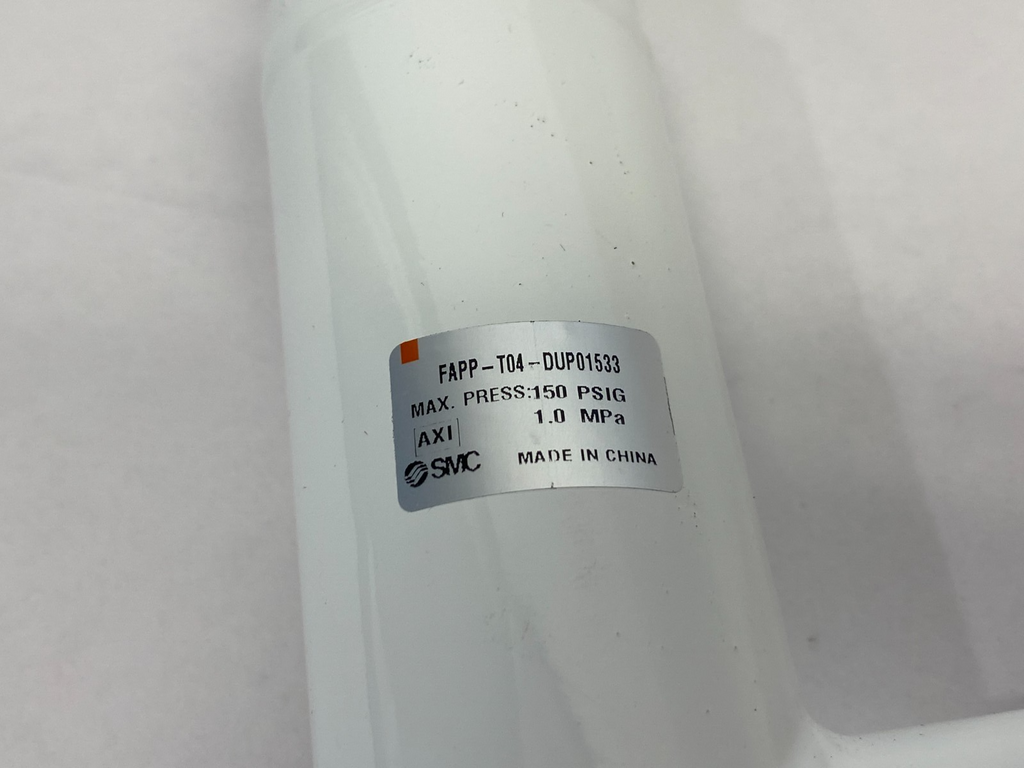 FAPP-T04-DUP01533
MAX. PRESS:150 PSIG
1.0 MPa
[AXI]
SMC MADE IN CHINA